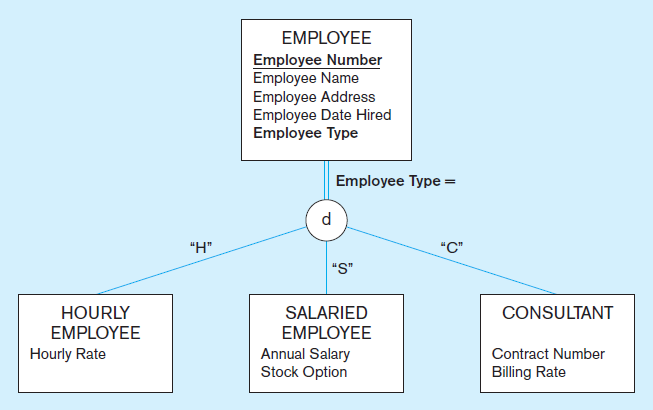 EMPLOYEE
Employee Number
Employee Name
Employee Address
Employee Date Hired
Employee Type
Employee Type =
d
“H”
“S”
“C”
HOURLY
EMPLOYEE
Hourly Rate
SALARIED
EMPLOYEE
Annual Salary
Stock Option
CONSULTANT
Contract Number
Billing Rate